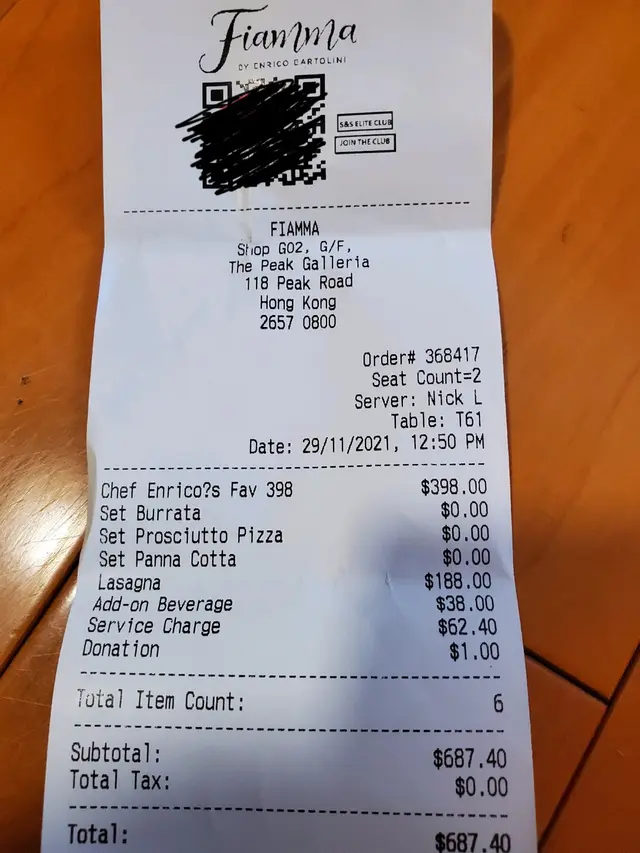 Fiamma
BY ENRICO BARTOLINI
S&S ELITE CLUB
JOIN THE CLUB
FIAMMA
Shop G02, G/F,
The Peak Galleria
118 Peak Road
Hong Kong
2657 0800
Order# 368417
Seat Count=2
Server: Nick L
Table: T61
Date: 29/11/2021, 12:50 PM
Chef Enrico?s Fav 398 $398.00
Set Burrata $0.00
Set Prosciutto Pizza $0.00
Set Panna Cotta $0.00
Lasagna $188.00
Add-on Beverage $38.00
Service Charge $62.40
Donation $1.00
Total Item Count: 6
Subtotal: $687.40
Total Tax: $0.00
Total: $687.40